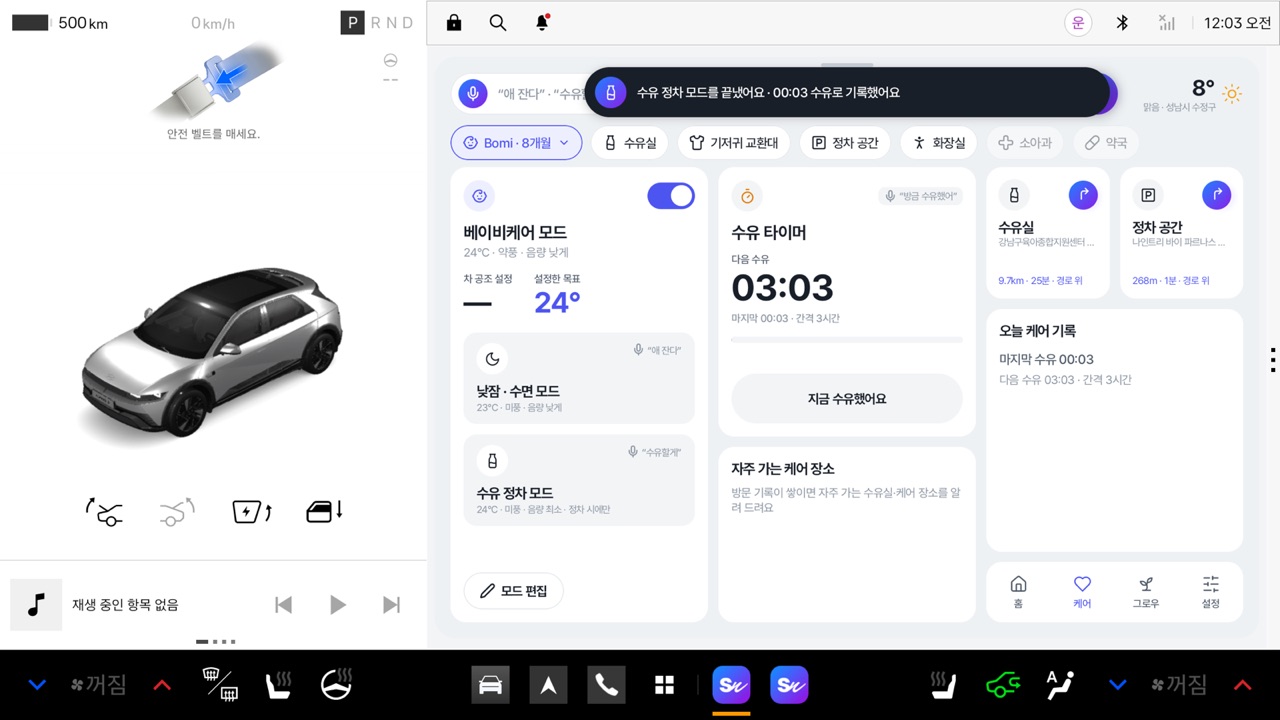 500 km
0 km/h
P R N D
안전 벨트를 매세요.
재생 중인 항목 없음
운
12:03 오전
“애 잔다” · “수유
수유 정차 모드를 끝냈어요 · 00:03 수유로 기록했어요
8°
맑음 · 성남시 수정구
Bomi · 8개월
수유실
기저귀 교환대
정차 공간
화장실
소아과
약국
베이비케어 모드
24°C · 약풍 · 음량 낮게
차 공조 설정
설정한 목표
—
24°
“애 잔다”
낮잠 · 수면 모드
23°C · 미풍 · 음량 낮게
“수유할게”
수유 정차 모드
24°C · 미풍 · 음량 최소 · 정차 시에만
모드 편집
“방금 수유했어”
수유 타이머
다음 수유
03:03
마지막 00:03 · 간격 3시간
지금 수유했어요
자주 가는 케어 장소
방문 기록이 쌓이면 자주 가는 수유실·케어 장소를 알
려 드려요
수유실
강남구육아종합지원센터 ...
9.7km · 25분 · 경로 위
정차 공간
나인트리 바이 파르나스 ...
268m · 1분 · 경로 위
오늘 케어 기록
마지막 수유 00:03
다음 수유 03:03 · 간격 3시간
홈
케어
그로우
설정
꺼짐
꺼짐